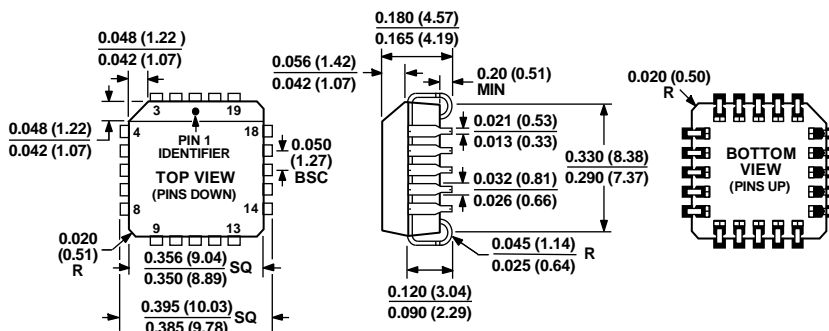 0.048 (1.22 )
0.042 (1.07)
0.048 (1.22)
0.042 (1.07)
3
19
4
18
PIN 1
IDENTIFIER
TOP VIEW
(PINS DOWN)
8
14
9
13
0.050
(1.27)
BSC
0.020
(0.51)
R
0.356 (9.04)
0.350 (8.89)
SQ
0.395 (10.03)
0.385 (9.78)
SQ
0.180 (4.57)
0.165 (4.19)
0.056 (1.42)
0.042 (1.07)
0.20 (0.51)
MIN
0.021 (0.53)
0.013 (0.33)
0.330 (8.38)
0.290 (7.37)
0.032 (0.81)
0.026 (0.66)
0.045 (1.14)
0.025 (0.64)
R
0.120 (3.04)
0.090 (2.29)
0.020 (0.50)
R
BOTTOM
VIEW
(PINS UP)